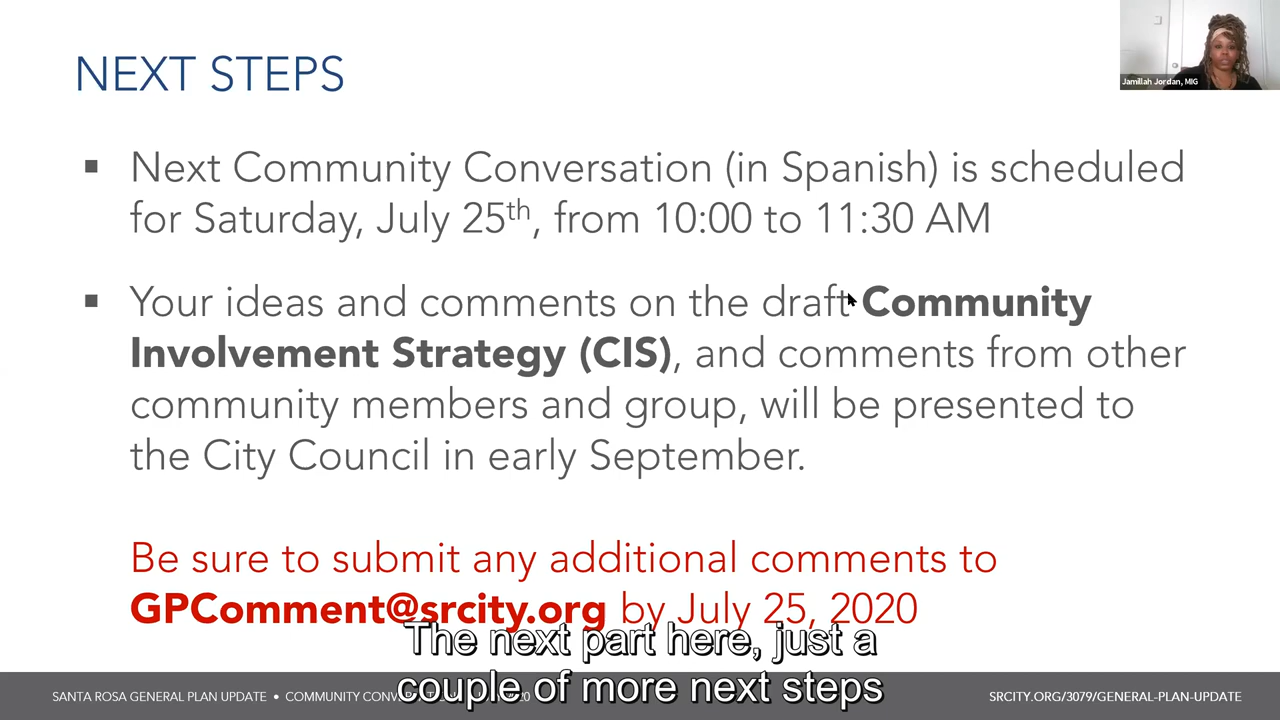 NEXT STEPS
Jamillah Jordan, MIG
▪ Next Community Conversation (in Spanish) is scheduled
for Saturday, July 25th, from 10:00 to 11:30 AM
▪ Your ideas and comments on the draft Community
Involvement Strategy (CIS), and comments from other
community members and group, will be presented to
the City Council in early September.
Be sure to submit any additional comments to
GPComment@srcity.org by July 25, 2020
The next part here, just a
couple of more next steps
SANTA ROSA GENERAL PLAN UPDATE • COMMUNITY
SRCITY.ORG/3079/GENERAL-PLAN-UPDATE